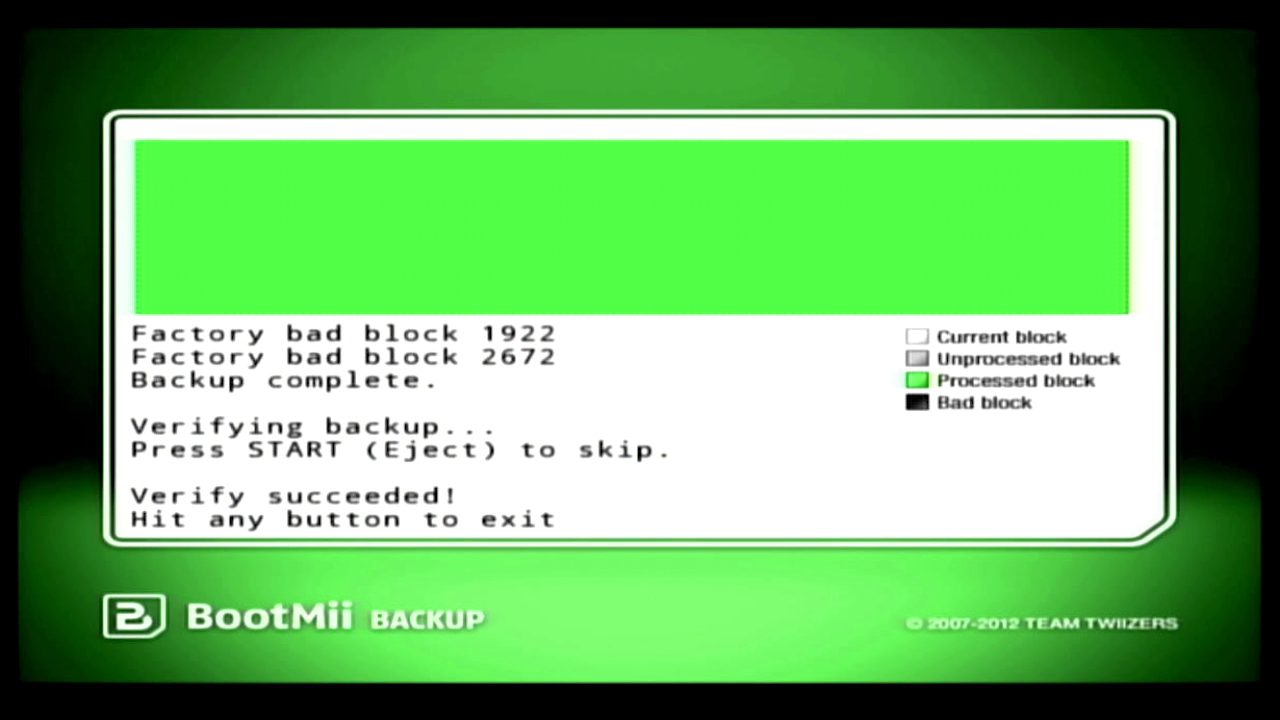 Factory bad block 1922
Factory bad block 2672
Backup complete.
Verifying backup...
Press START (Eject) to skip.
Verify succeeded!
Hit any button to exit
Current block
Unprocessed block
Processed block
Bad block
BootMii BACKUP
© 2007-2012 TEAM TWIIZERS